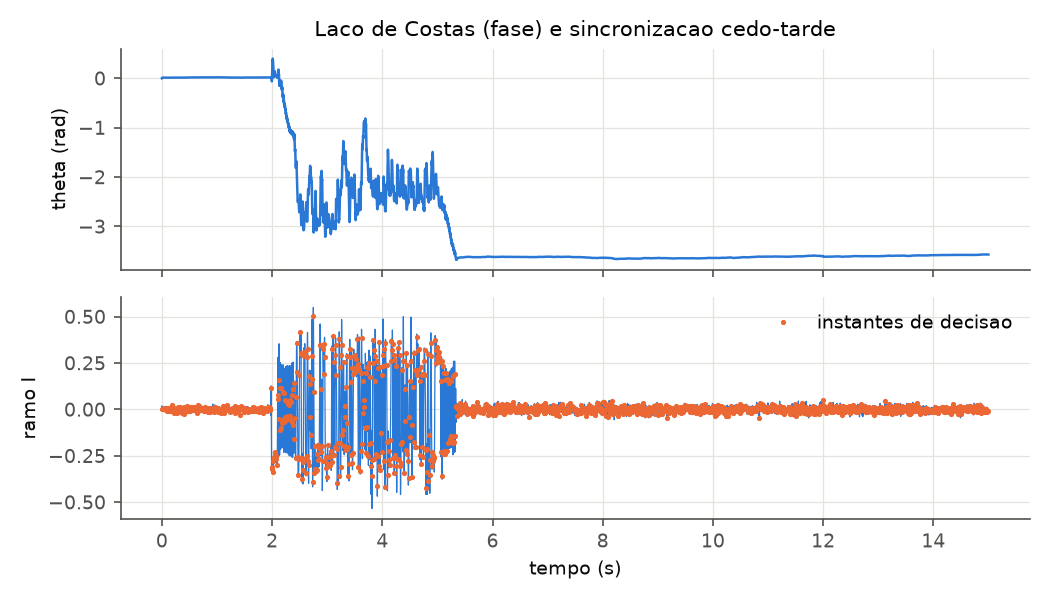 Laco de Costas (fase) e sincronizacao cedo-tarde
theta (rad)
0
−1
−2
−3
ramo I
0.50
0.25
0.00
−0.25
−0.50
instantes de decisao
0 2 4 6 8 10 12 14
tempo (s)